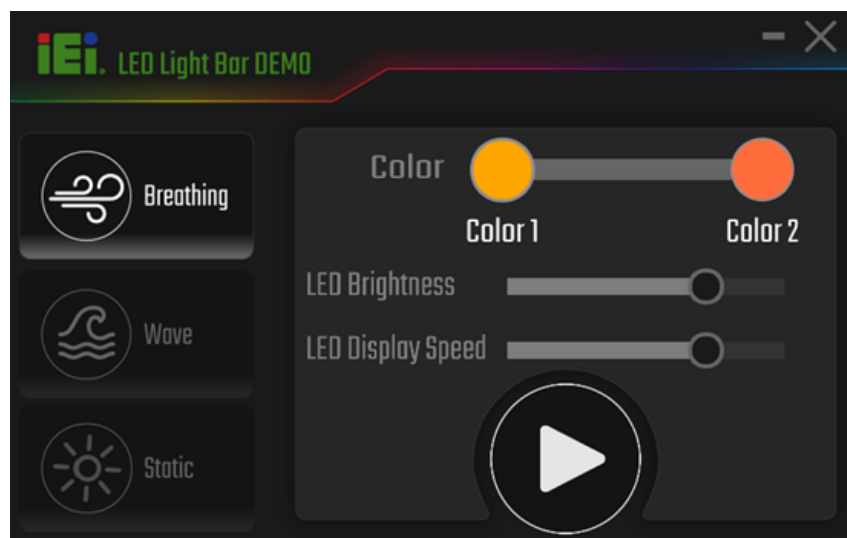 iEi. LED Light Bar DEMO
Breathing
Wave
Static
Color
Color 1
Color 2
LED Brightness
LED Display Speed